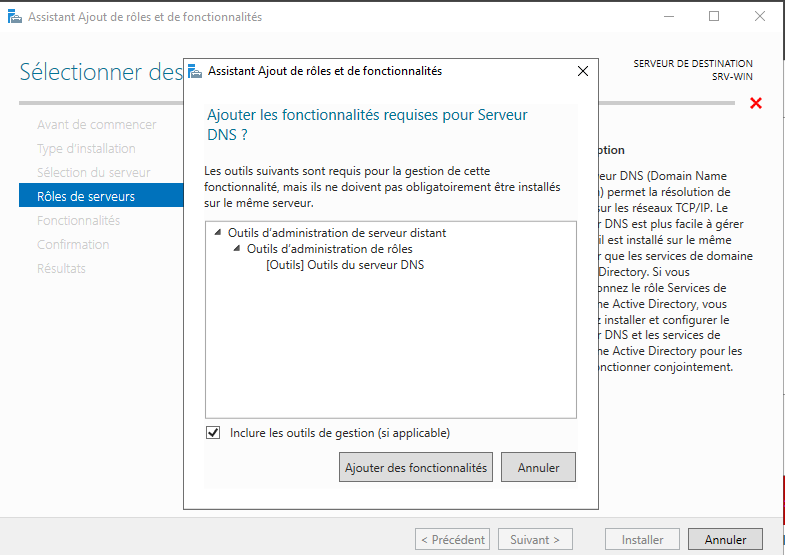 Assistant Ajout de rôles et de fonctionnalités
Sélectionner des
SERVEUR DE DESTINATION
SRV-WIN
Avant de commencer
Type d'installation
Sélection du serveur
Rôles de serveurs
Fonctionnalités
Confirmation
Résultats
Assistant Ajout de rôles et de fonctionnalités
Ajouter les fonctionnalités requises pour Serveur
DNS ?
Les outils suivants sont requis pour la gestion de cette
fonctionnalité, mais ils ne doivent pas obligatoirement être installés
sur le même serveur.
Outils d'administration de serveur distant
Outils d'administration de rôles
[Outils] Outils du serveur DNS
Inclure les outils de gestion (si applicable)
Ajouter des fonctionnalités
Annuler
ption
eur DNS (Domain Name
) permet la résolution de
sur les réseaux TCP/IP. Le
r DNS est plus facile à gérer
il est installé sur le même
r que les services de domaine
Directory. Si vous
onnez le rôle Services de
ne Active Directory, vous
z installer et configurer le
r DNS et les services de
ne Active Directory pour les
onctionner conjointement.
< Précédent
Suivant >
Installer
Annuler